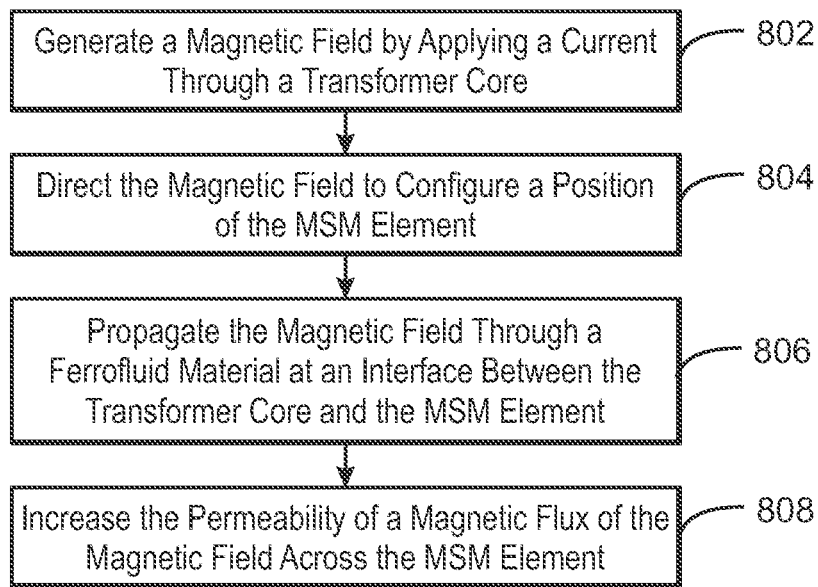 Generate a Magnetic Field by Applying a Current
Through a Transformer Core
802
Direct the Magnetic Field to Configure a Position
of the MSM Element
804
Propagate the Magnetic Field Through a
Ferrofluid Material at an Interface Between the
Transformer Core and the MSM Element
806
Increase the Permeability of a Magnetic Flux of the
Magnetic Field Across the MSM Element
808